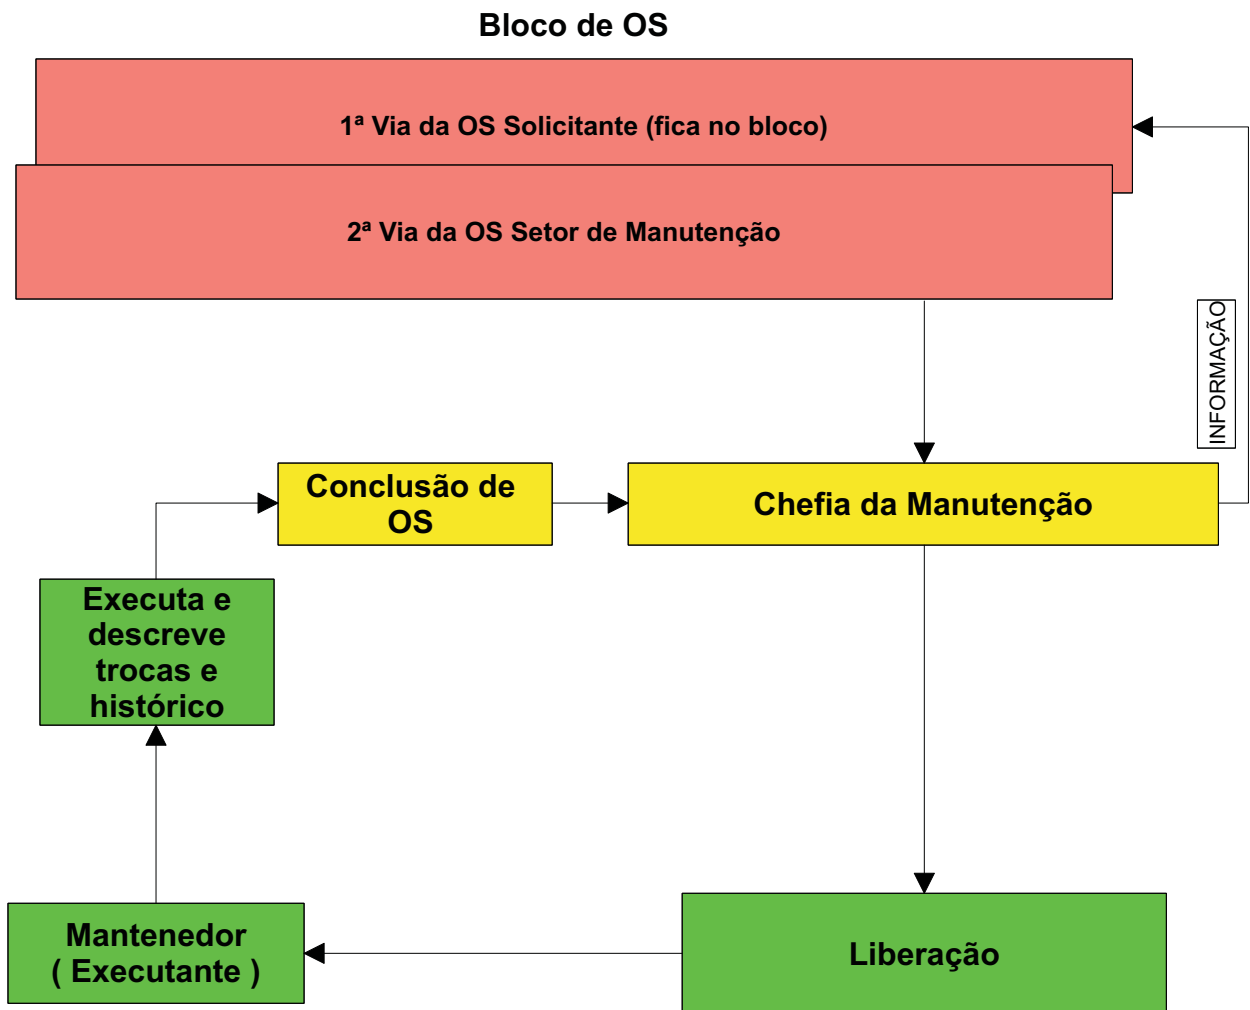 Bloco de OS
1ª Via da OS Solicitante (fica no bloco)
2ª Via da OS Setor de Manutenção
INFORMAÇÃO
Conclusão de
OS
Chefia da Manutenção
Executa e
descreve
trocas e
histórico
Mantenedor
( Executante )
Liberação